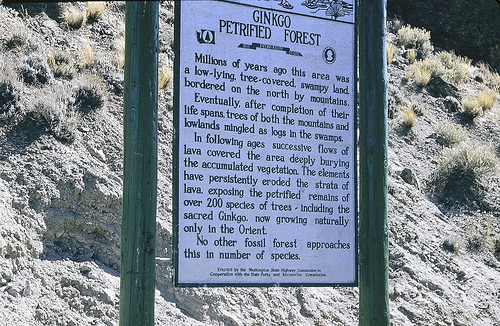 GINKGO
PETRIFIED FOREST
Millions of years ago this area was
a low-lying, tree-covered, swampy land,
bordered on the north by mountains.
Eventually, after completion of their
life spans, trees of both the mountains and
lowlands mingled as logs in the swamps.
In following ages successive flows of
lava covered the area deeply burying
the accumulated vegetation. The elements
have persistently eroded the strata of
lava, exposing the petrified remains of
over 200 species of trees - including the
sacred Ginkgo, now growing naturally
only in the Orient.
No other fossil forest approaches
this in number of species.
Erected by the Washington State Highway Commission in
Cooperation with the State Parks and Recreation Commission.